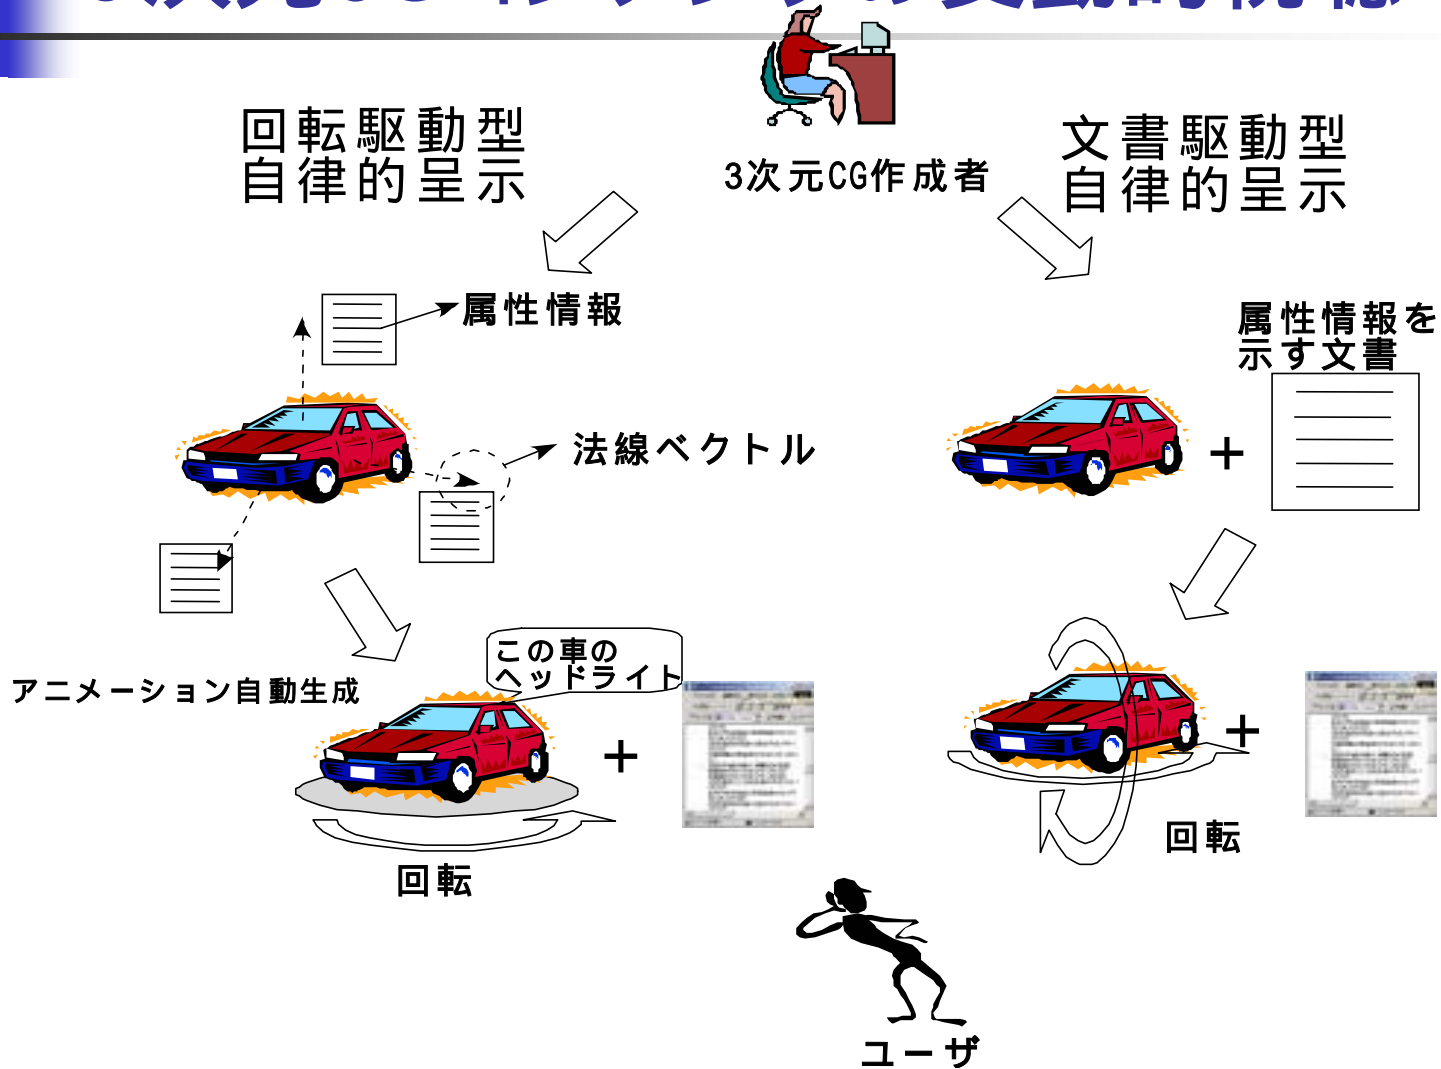 回転駆動型
自律的呈示
3次元CG作成者
文書駆動型
自律的呈示
属性情報
属性情報を
示す文書
法線ベクトル
+
この車の
ヘッドライト
アニメーション自動生成
+
+
回転
回転
ユーザ